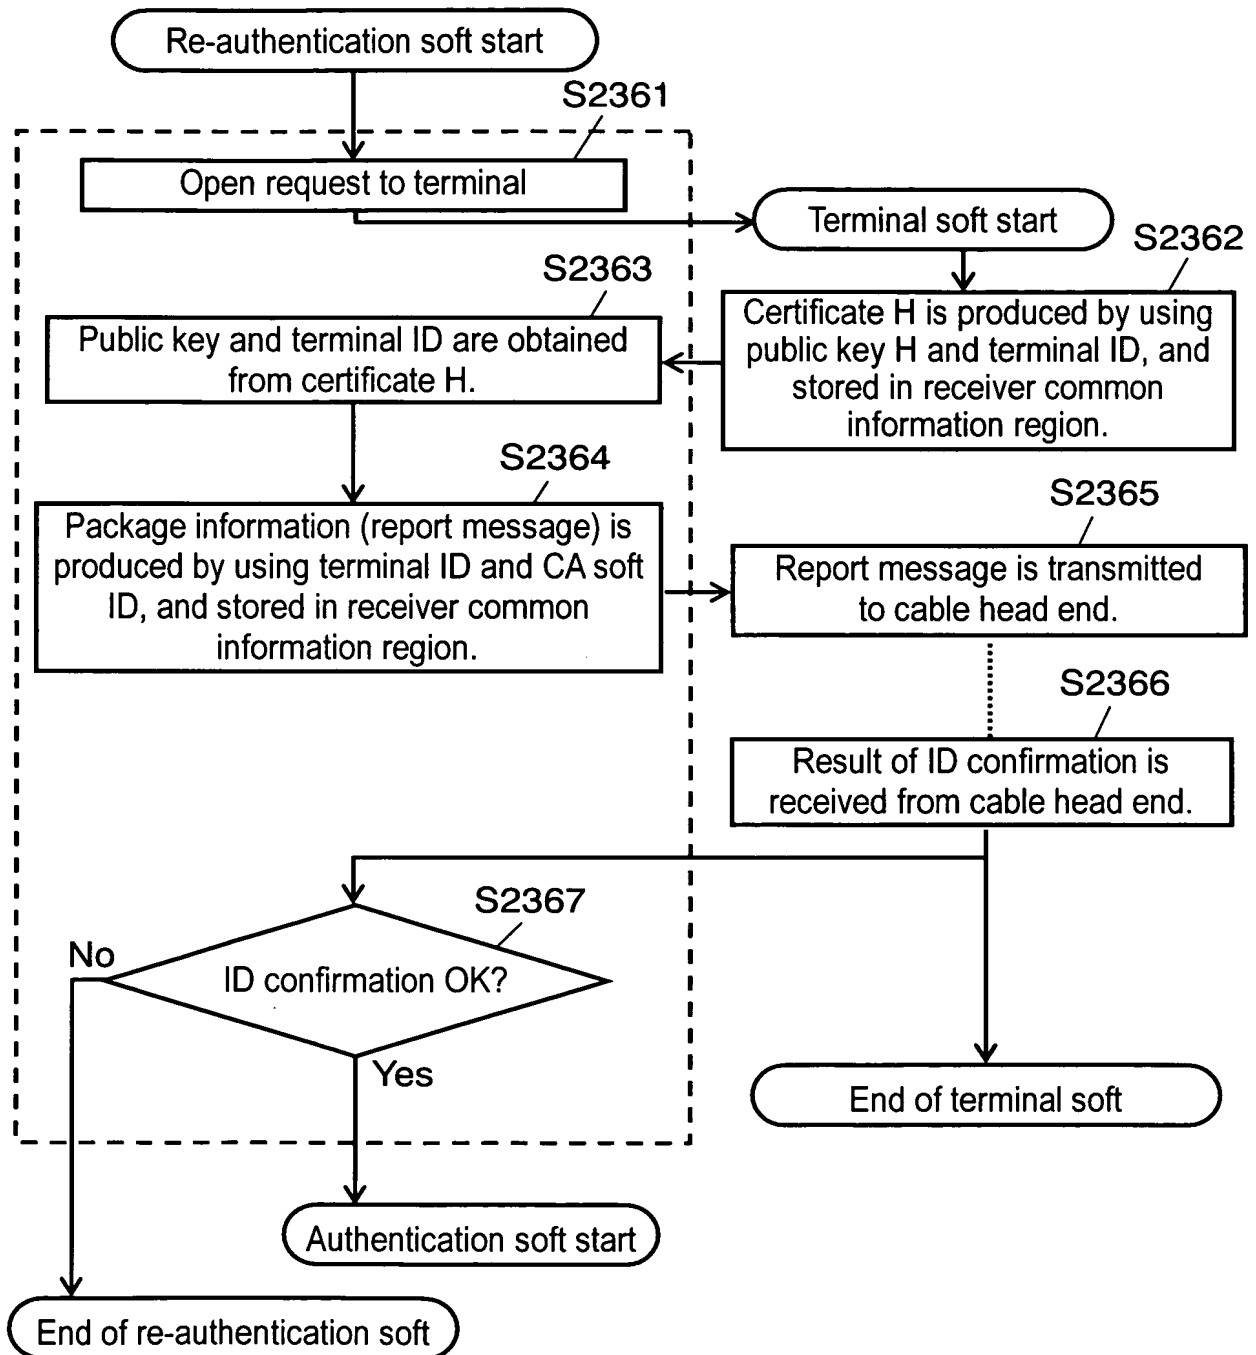 Re-authentication soft start
S2361
Open request to terminal
Terminal soft start
S2362
Certificate H is produced by using
public key H and terminal ID, and
stored in receiver common
information region.
S2363
Public key and terminal ID are obtained
from certificate H.
S2364
Package information (report message) is
produced by using terminal ID and CA soft
ID, and stored in receiver common
information region.
S2365
Report message is transmitted
to cable head end.
S2366
Result of ID confirmation is
received from cable head end.
S2367
ID confirmation OK?
No
Yes
End of terminal soft
Authentication soft start
End of re-authentication soft